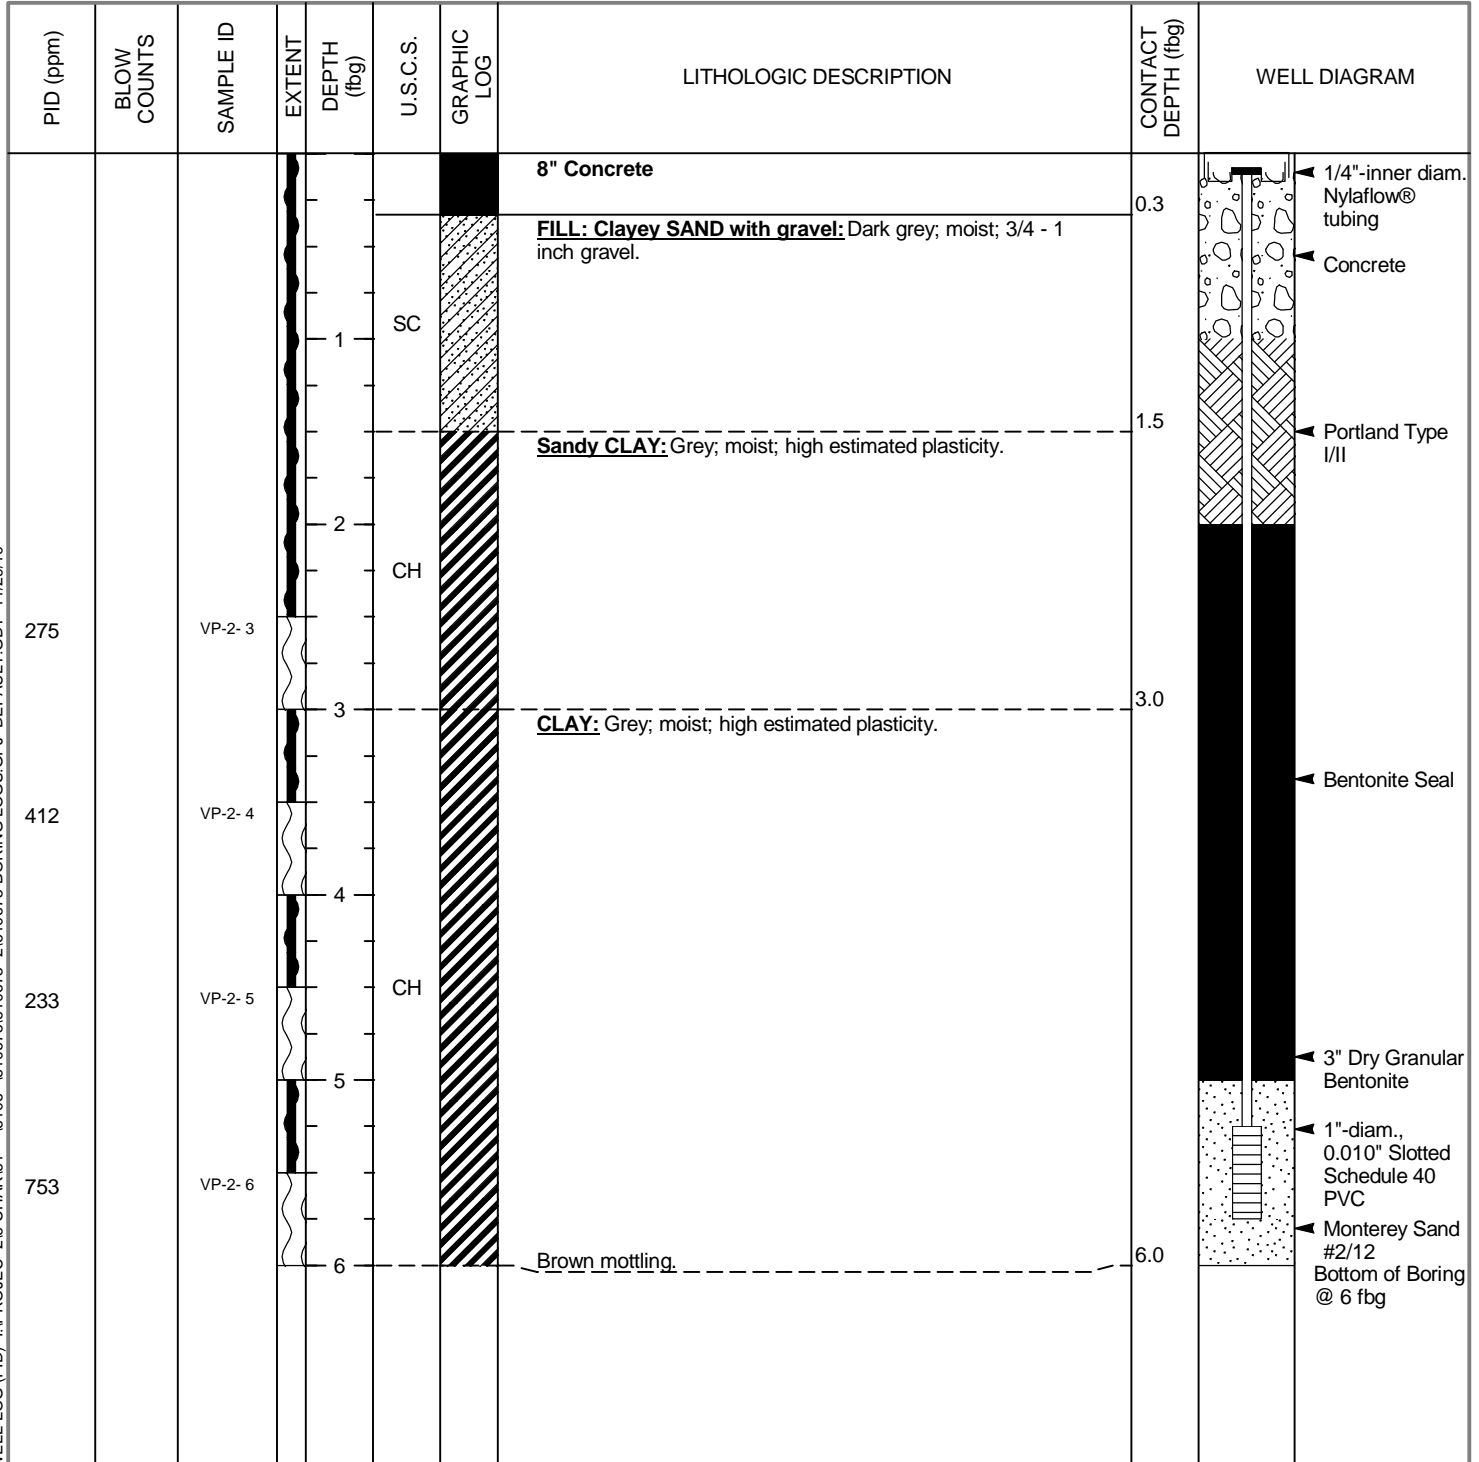 PID (ppm)
BLOW
COUNTS
SAMPLE ID
EXTENT
DEPTH
(fbg)
U.S.C.S.
GRAPHIC
LOG
LITHOLOGIC DESCRIPTION
CONTACT
DEPTH (fbg)
WELL DIAGRAM
8" Concrete
0.3
FILL: Clayey SAND with gravel: Dark grey; moist; 3/4 - 1
inch gravel.
SC
1
1.5
Sandy CLAY: Grey; moist; high estimated plasticity.
2
CH
275
VP-2- 3
3
3.0
CLAY: Grey; moist; high estimated plasticity.
412
VP-2- 4
4
233
VP-2- 5
CH
5
753
VP-2- 6
6
Brown mottling.
6.0
1/4"-inner diam.
Nylaflow®
tubing
Concrete
Portland Type
I/II
Bentonite Seal
3" Dry Granular
Bentonite
1"-diam.,
0.010" Slotted
Schedule 40
PVC
Monterey Sand
#2/12
Bottom of Boring
@ 6 fbg